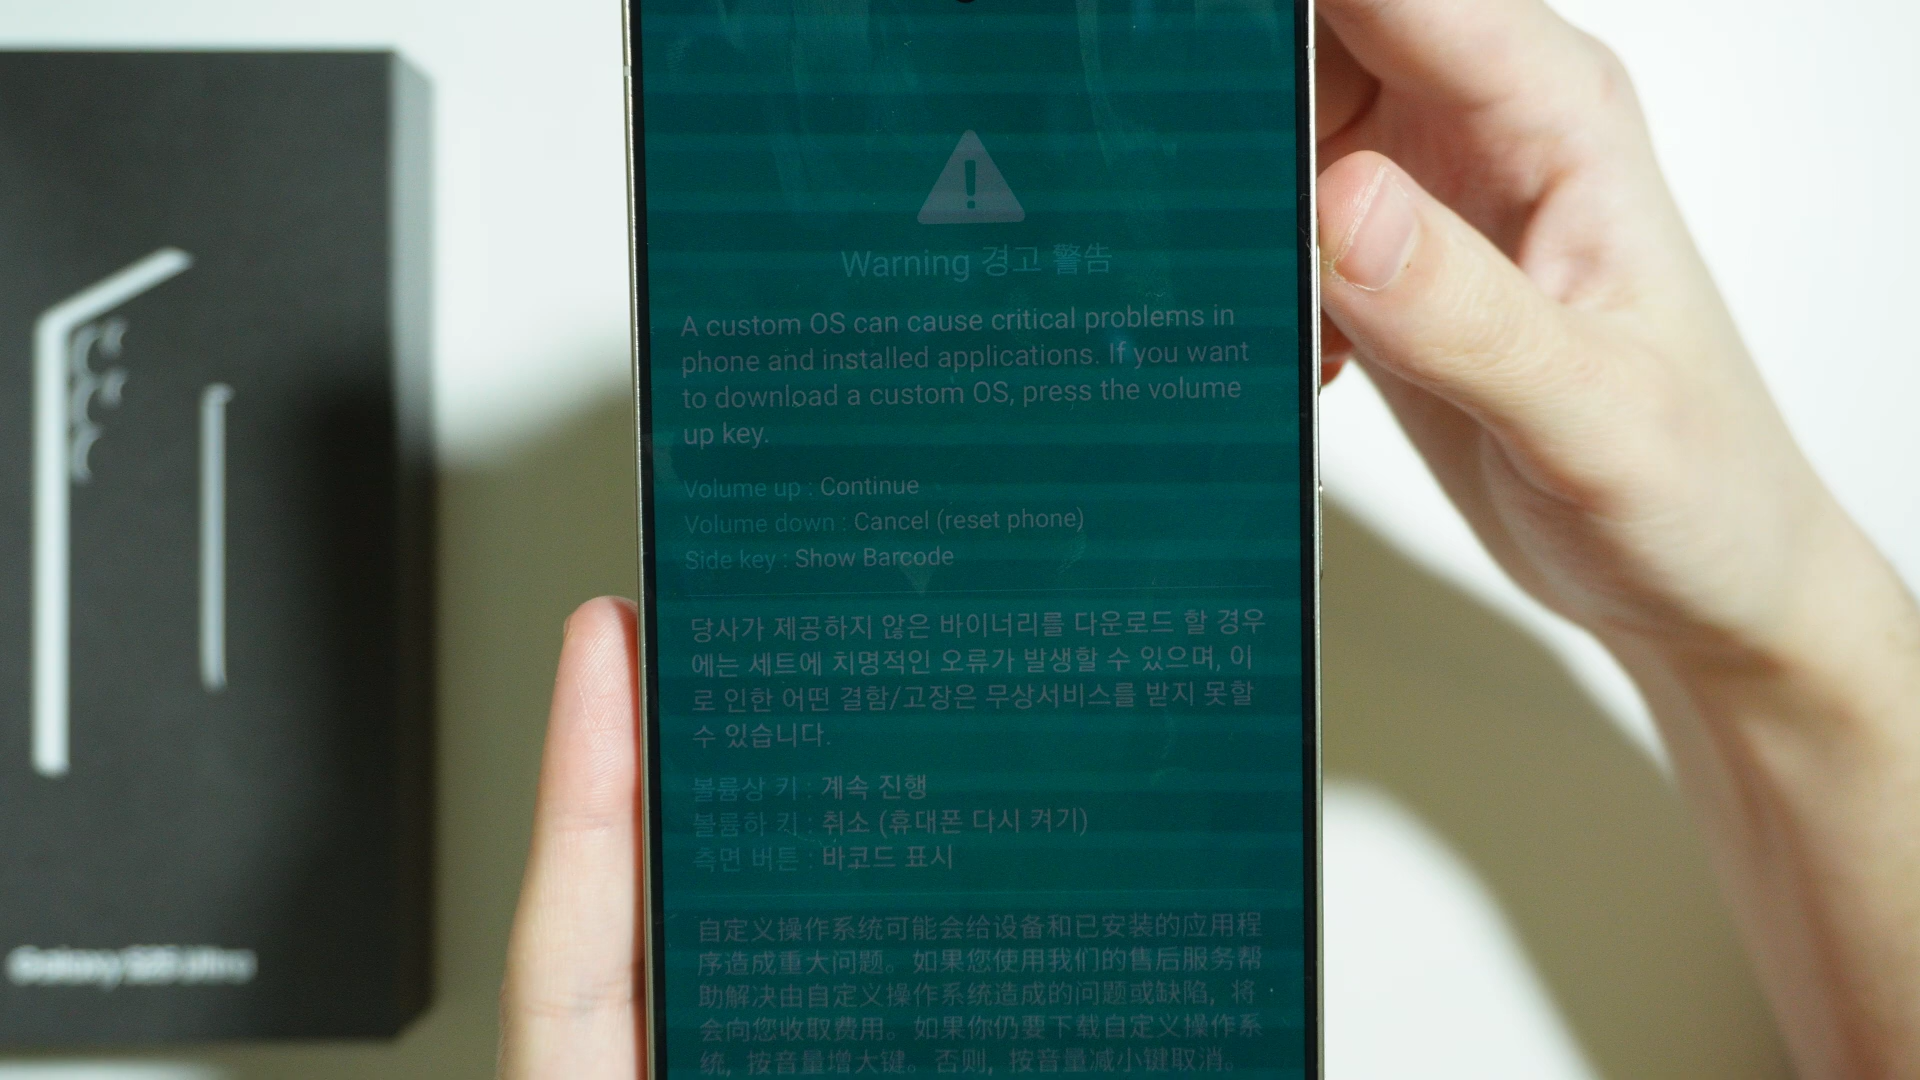 Warning 경고 警告
A custom OS can cause critical problems in
phone and installed applications. If you want
to download a custom OS, press the volume
up key.
Volume up : Continue
Volume down : Cancel (reset phone)
Side key : Show Barcode
당사가 제공하지 않은 바이너리를 다운로드 할 경우
에는 세트에 치명적인 오류가 발생할 수 있으며, 이
로 인한 어떤 결함/고장은 무상서비스를 받지 못할
수 있습니다.
볼륨상 키 : 계속 진행
볼륨하 키 : 취소 (휴대폰 다시 켜기)
측면 버튼 : 바코드 표시
自定义操作系统可能会给设备和已安装的应用程
序造成重大问题。如果您使用我们的售后服务帮
助解决由自定义操作系统造成的问题或缺陷，将
会向您收取费用。如果你仍要下载自定义操作系
统，按音量增大键。否则，按音量减小键取消。
Galaxy S25 Ultra